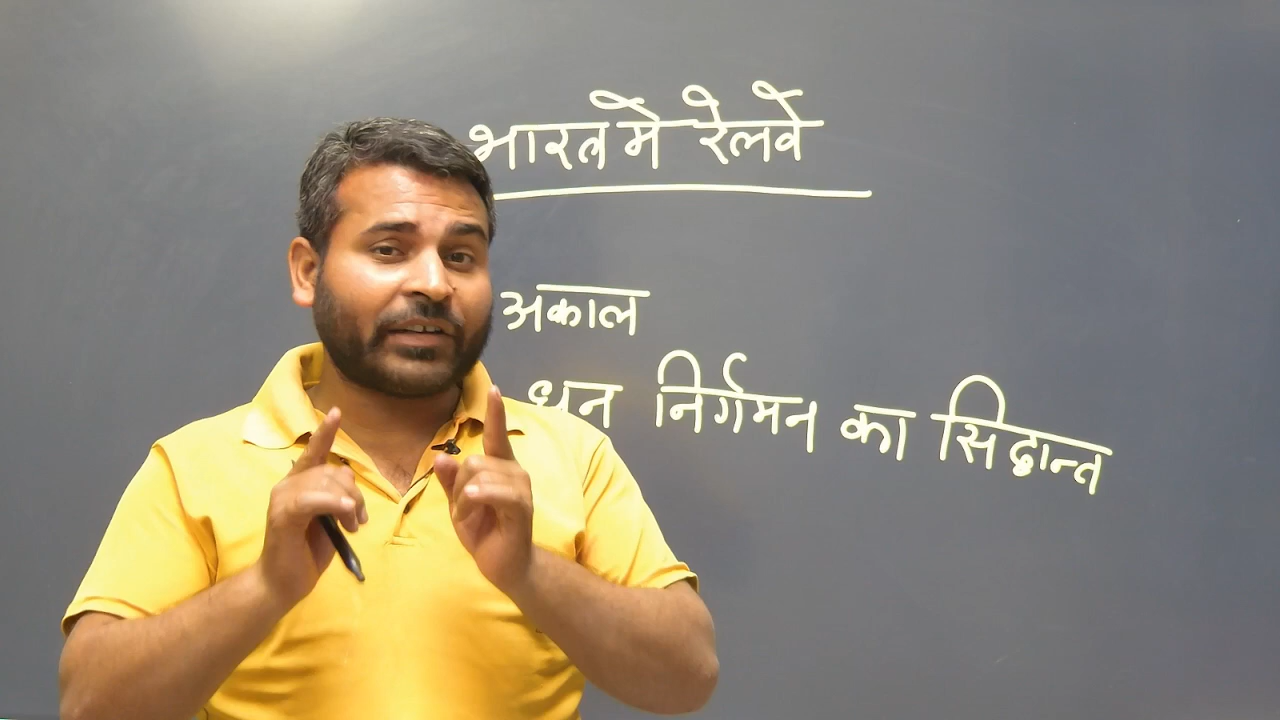 भारत में रेलवे
अकाल
धन निर्गमन का सिद्धान्त